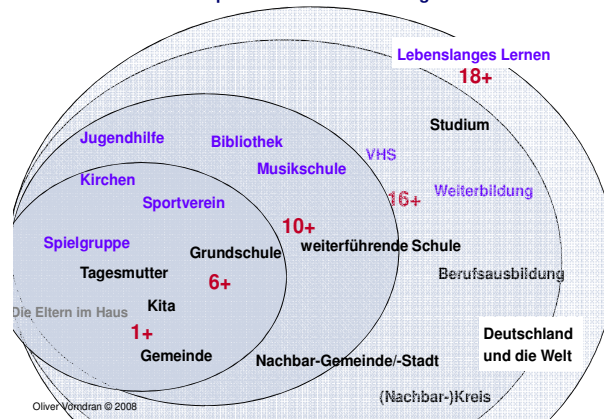 Lebenslanges Lernen
18+
Studium
Jugendhilfe
Bibliothek
VHS
Musikschule
Kirchen
Weiterbildung
16+
Sportverein
10+
Spielgruppe
Grundschule
weiterführende Schule
Tagesmutter
6+
Berufsausbildung
Die Eltern im Haus
Kita
1+
Deutschland
und die Welt
Gemeinde
Nachbar-Gemeinde/-Stadt
(Nachbar-)Kreis
Oliver Vorndran © 2008